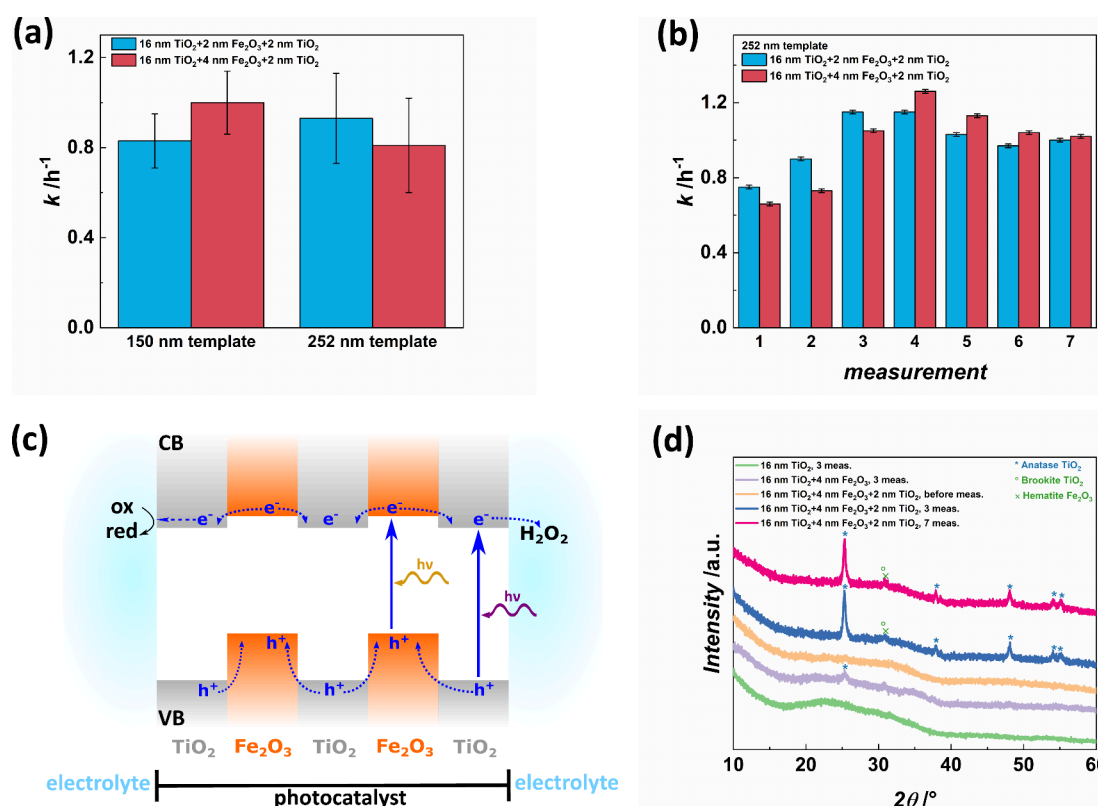 (a)
16 nm TiO₂+2 nm Fe₂O₃+2 nm TiO₂
16 nm TiO₂+4 nm Fe₂O₃+2 nm TiO₂
1.2
0.8
0.4
0.0
k /h⁻¹
150 nm template
252 nm template
(b)
252 nm template
16 nm TiO₂+2 nm Fe₂O₃+2 nm TiO₂
16 nm TiO₂+4 nm Fe₂O₃+2 nm TiO₂
1.2
0.8
0.4
0.0
k /h⁻¹
1 2 3 4 5 6 7
measurement
(c)
CB
ox
red
e⁻ e⁻ e⁻ e⁻ e⁻
H₂O₂
hν
hν
h⁺ h⁺
h⁺ h⁺ h⁺
VB
TiO₂ Fe₂O₃ TiO₂ Fe₂O₃ TiO₂
electrolyte electrolyte
photocatalyst
(d)
16 nm TiO₂, 3 meas.
16 nm TiO₂+4 nm Fe₂O₃, 3 meas.
16 nm TiO₂+4 nm Fe₂O₃+2 nm TiO₂, before meas.
16 nm TiO₂+4 nm Fe₂O₃+2 nm TiO₂, 3 meas.
16 nm TiO₂+4 nm Fe₂O₃+2 nm TiO₂, 7 meas.
* Anatase TiO₂
° Brookite TiO₂
× Hematite Fe₂O₃
Intensity /a.u.
10 20 30 40 50 60
2θ /°